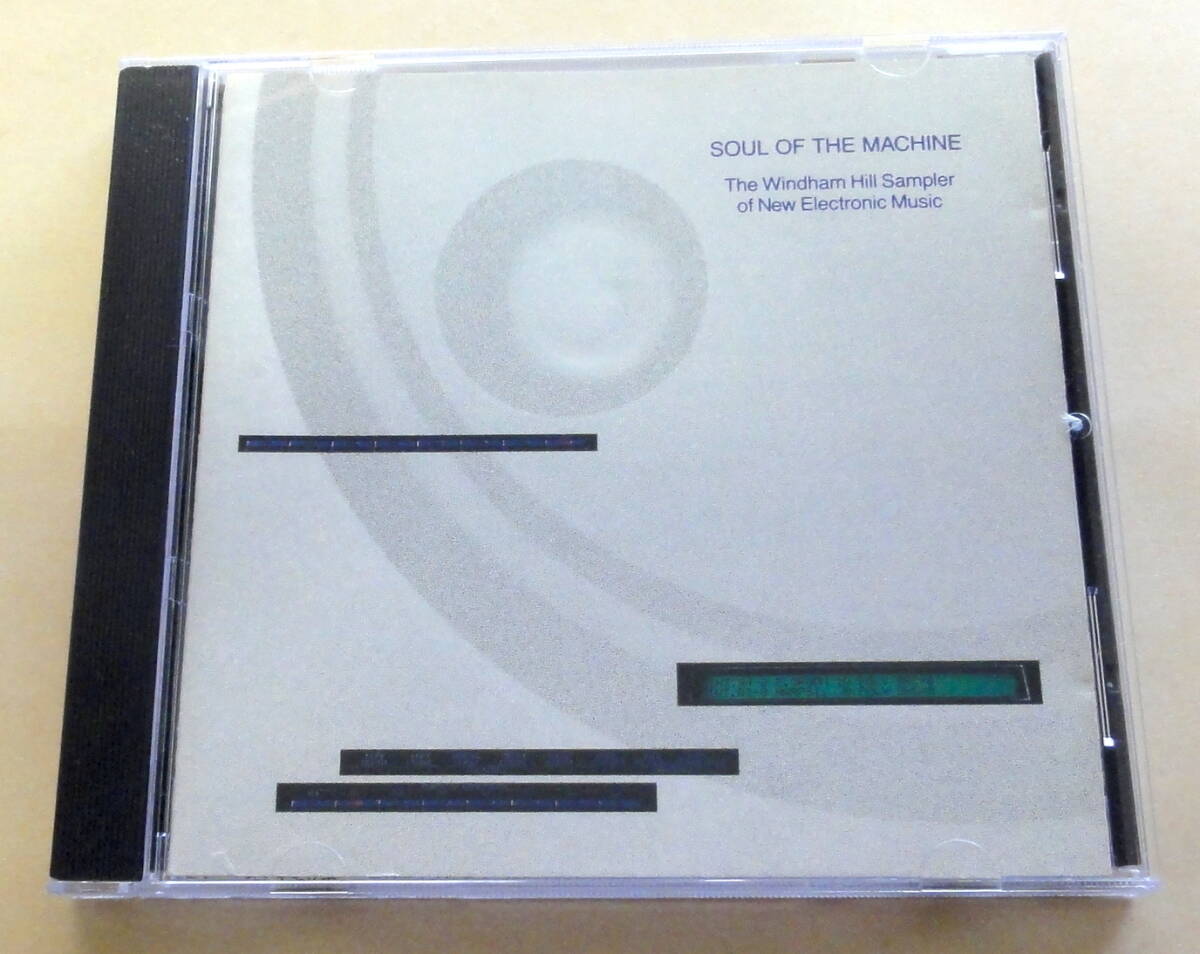 SOUL OF THE MACHINE
The Windham Hill Sampler
of New Electronic Music